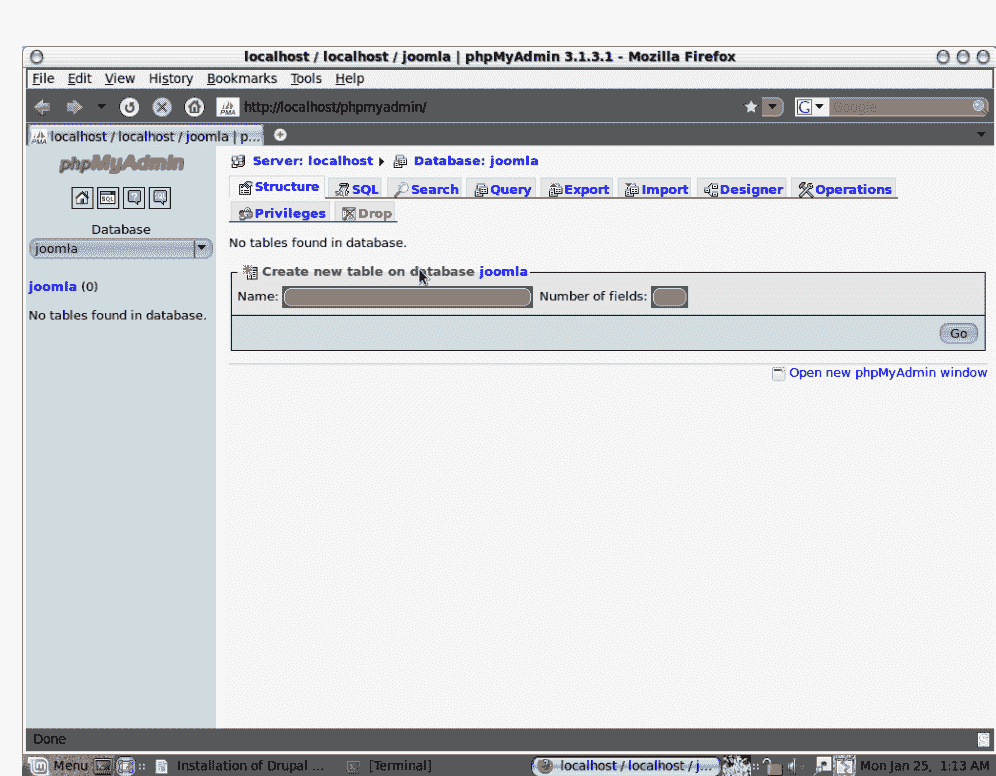 localhost / localhost / joomla | phpMyAdmin 3.1.3.1 - Mozilla Firefox
File Edit View History Bookmarks Tools Help
PMA http://localhost/phpmyadmin/ G Google
PMA localhost / localhost / joomla | p...
phpMyAdmin
Server: localhost Database: joomla
Structure SQL Search Query Export Import Designer Operations
SQL
Privileges Drop
Database
joomla
No tables found in database.
joomla (0)
No tables found in database.
Create new table on database joomla
Name: Number of fields:
Go
Open new phpMyAdmin window
Done
Menu Installation of Drupal ... [Terminal] localhost / localhost / j... Mon Jan 25, 1:13 AM